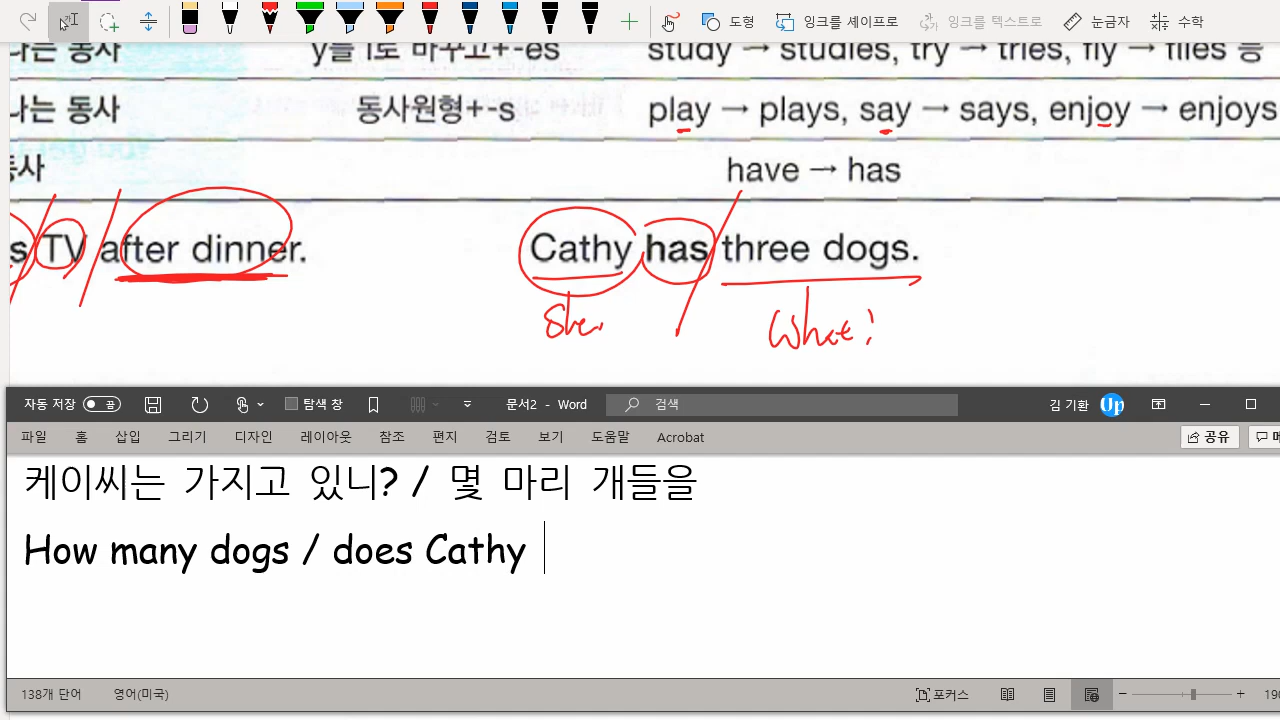 도형 잉크를 셰이프로 잉크를 텍스트로 눈금자 수학
나는 동사 y를 i로 바꾸고+-es study → studies, try → tries, fly → flies 등
나는 동사 동사원형+-s play → plays, say → says, enjoy → enjoys
동사 have → has
s TV after dinner. Cathy has three dogs.
She, What?
자동 저장 끔 탐색 창 문서2 - Word 검색 김 기환 Up
파일 홈 삽입 그리기 디자인 레이아웃 참조 편지 검토 보기 도움말 Acrobat 공유
케이씨는 가지고 있니? / 몇 마리 개들을
How many dogs / does Cathy
138개 단어 영어(미국) 포커스 190